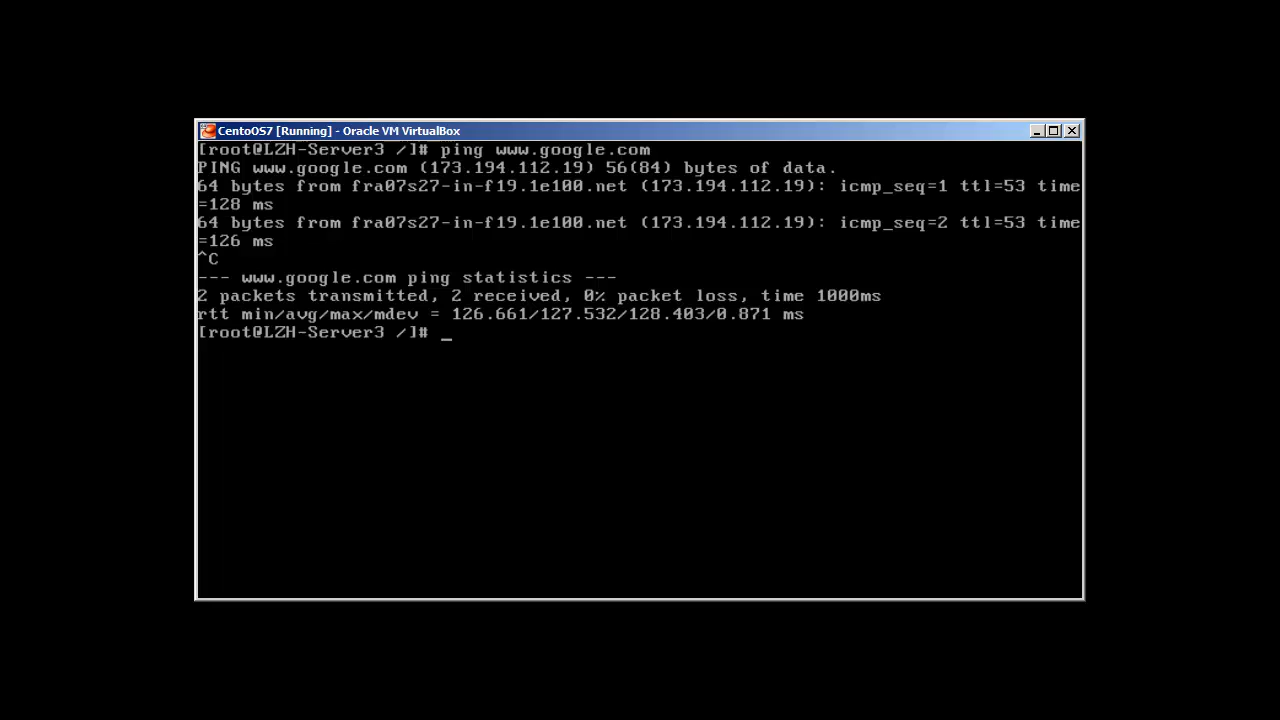 CentoOS7 [Running] - Oracle VM VirtualBox
[root@LZH-Server3 /]# ping www.google.com
PING www.google.com (173.194.112.19) 56(84) bytes of data.
64 bytes from fra07s27-in-f19.1e100.net (173.194.112.19): icmp_seq=1 ttl=53 time
=128 ms
64 bytes from fra07s27-in-f19.1e100.net (173.194.112.19): icmp_seq=2 ttl=53 time
=126 ms
^C
--- www.google.com ping statistics ---
2 packets transmitted, 2 received, 0% packet loss, time 1000ms
rtt min/avg/max/mdev = 126.661/127.532/128.403/0.871 ms
[root@LZH-Server3 /]# _